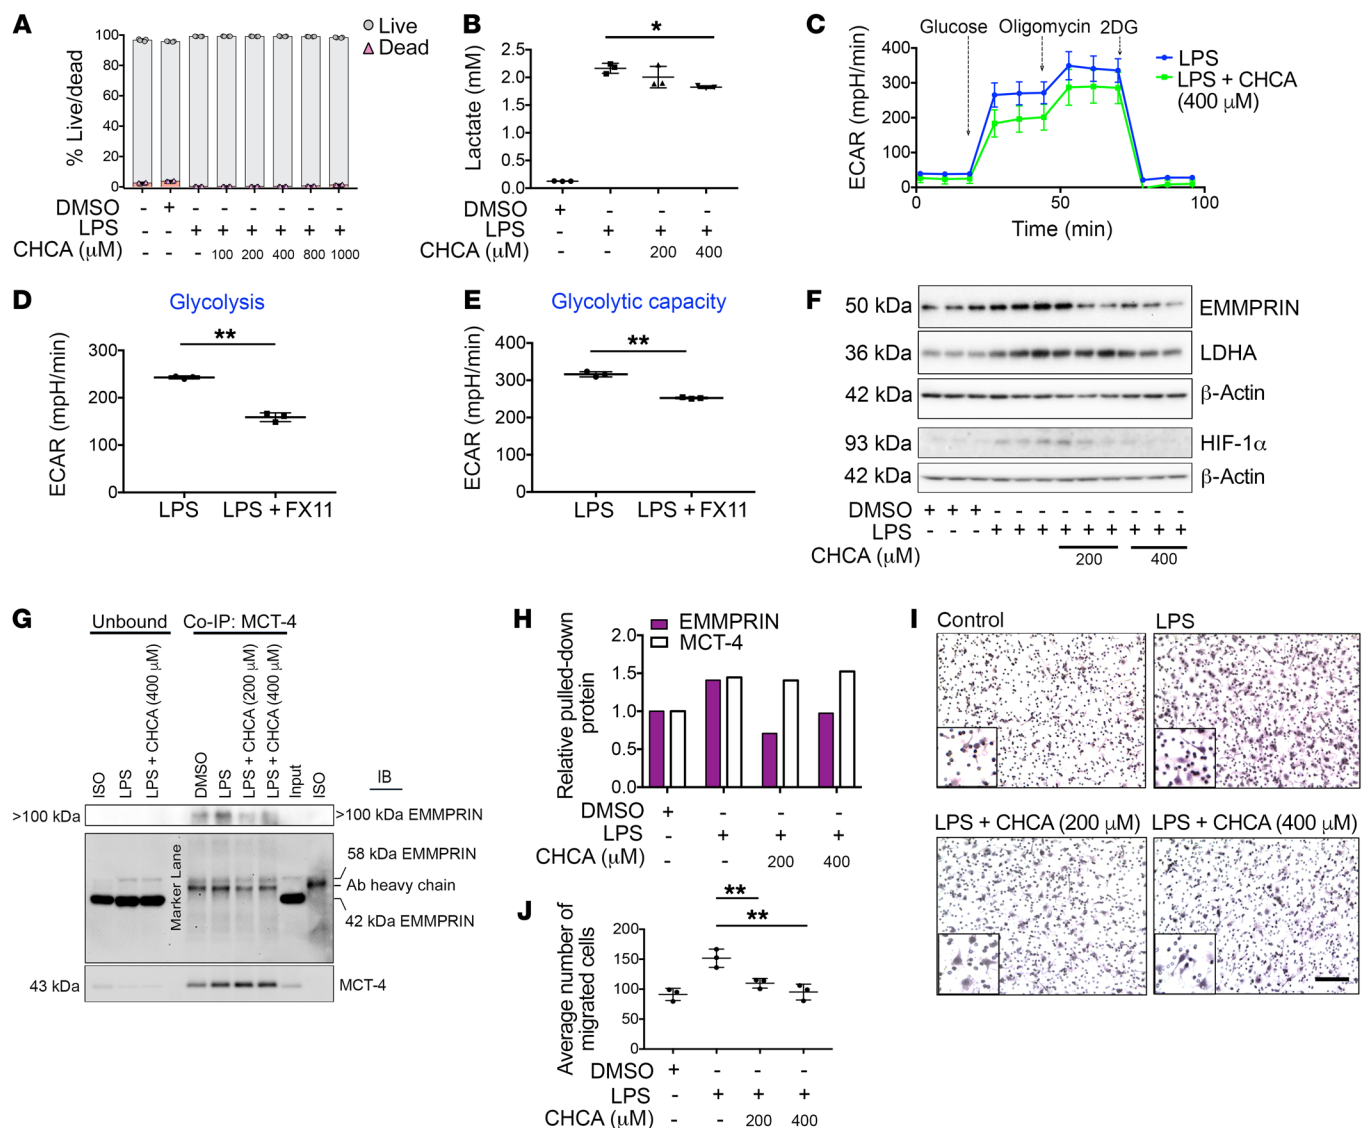 A
Live
Dead
% Live/dead
100
80
60
40
20
0
DMSO - + - - - - - -
LPS - - + + + + + +
CHCA (μM) - - - 100 200 400 800 1000
B
*
Lactate (mM)
2.5
2.0
1.5
1.0
0.5
0.0
DMSO + - - -
LPS - + + +
CHCA (μM) - - 200 400
C
Glucose Oligomycin 2DG
LPS
LPS + CHCA
(400 μM)
ECAR (mpH/min)
400
300
200
100
0
0 50 100
Time (min)
D
Glycolysis
**
ECAR (mpH/min)
300
200
100
0
LPS LPS + FX11
E
Glycolytic capacity
**
ECAR (mpH/min)
400
300
200
100
0
LPS LPS + FX11
F
50 kDa EMMPRIN
36 kDa LDHA
42 kDa β-Actin
93 kDa HIF-1α
42 kDa β-Actin
DMSO + + + - - - - - - - - -
LPS - - - + + + + + + + + +
CHCA (μM) - - - - - - 200 400
G
Unbound Co-IP: MCT-4
ISO
LPS
LPS + CHCA (400 μM)
DMSO
LPS
LPS + CHCA (200 μM)
LPS + CHCA (400 μM)
Input
ISO
IB
>100 kDa >100 kDa EMMPRIN
Marker Lane
58 kDa EMMPRIN
Ab heavy chain
42 kDa EMMPRIN
43 kDa MCT-4
H
EMMPRIN
MCT-4
Relative pulled-down
protein
2.0
1.5
1.0
0.5
0.0
DMSO + - - -
LPS - + + +
CHCA (μM) - - 200 400
I
Control LPS
LPS + CHCA (200 μM) LPS + CHCA (400 μM)
J
**
**
Average number of
migrated cells
200
150
100
50
0
DMSO + - - -
LPS - + + +
CHCA (μM) - - 200 400